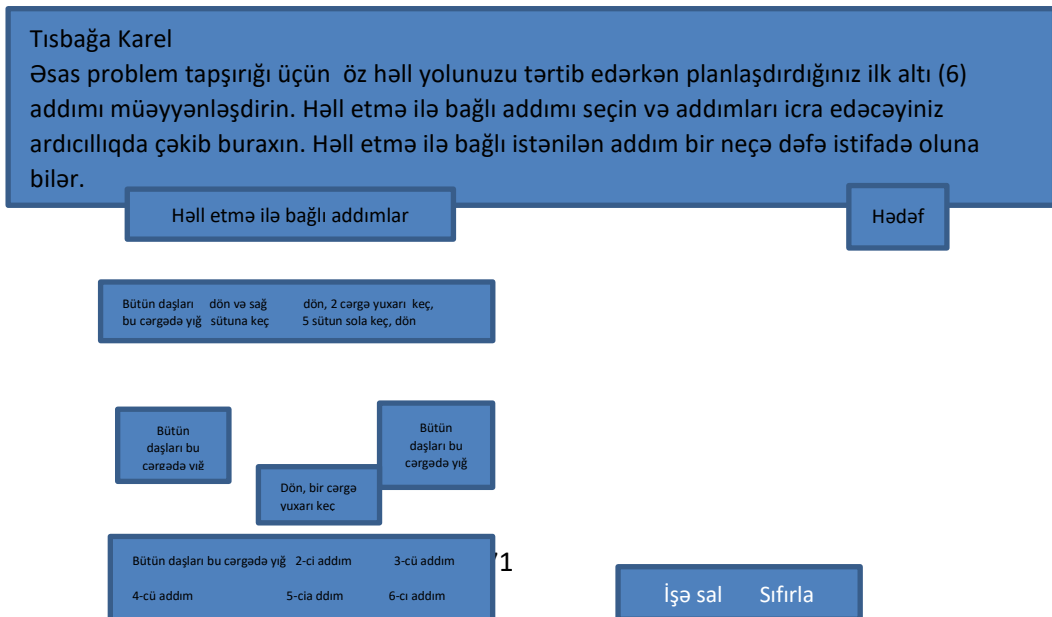 Tısbağa Karel
Əsas problem tapşırığı üçün öz həll yolunuzu tərtib edərkən planlaşdırdığınız ilk altı (6)
addımı müəyyənləşdirin. Həll etmə ilə bağlı addımı seçin və addımları icra edəcəyiniz
ardıcıllıqda çəkib buraxın. Həll etmə ilə bağlı istənilən addım bir neçə dəfə istifadə oluna
bilər.
Həll etmə ilə bağlı addımlar
Hədəf
Bütün daşları dön və sağ dön, 2 cərgə yuxarı keç,
bu cərgədə yığ sütuna keç 5 sütun sola keç, dön
Bütün
daşları bu
cərgədə yığ
Bütün
daşları bu
cərgədə yığ
Dön, bir cərgə
yuxarı keç
Bütün daşları bu cərgədə yığ 2-ci addım 3-cü addım
4-cü addım 5-cia ddım 6-cı addım
/1
İşə sal Sıfırla